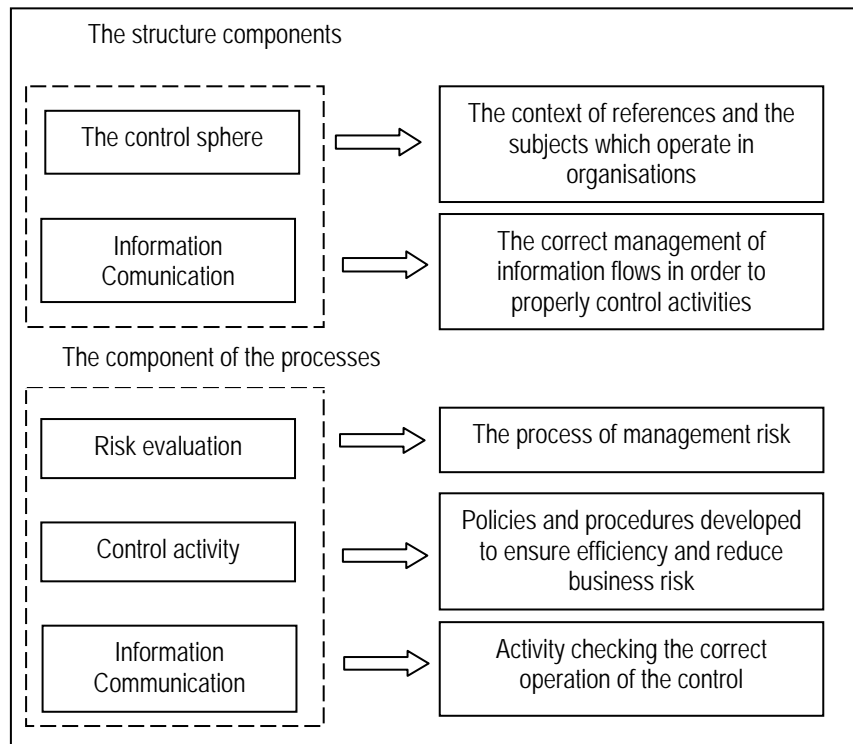 The structure components
The control sphere
The context of references and the
subjects which operate in
organisations
Information
Comunication
The correct management of
information flows in order to
properly control activities
The component of the processes
Risk evaluation
The process of management risk
Control activity
Policies and procedures developed
to ensure efficiency and reduce
business risk
Information
Communication
Activity checking the correct
operation of the control